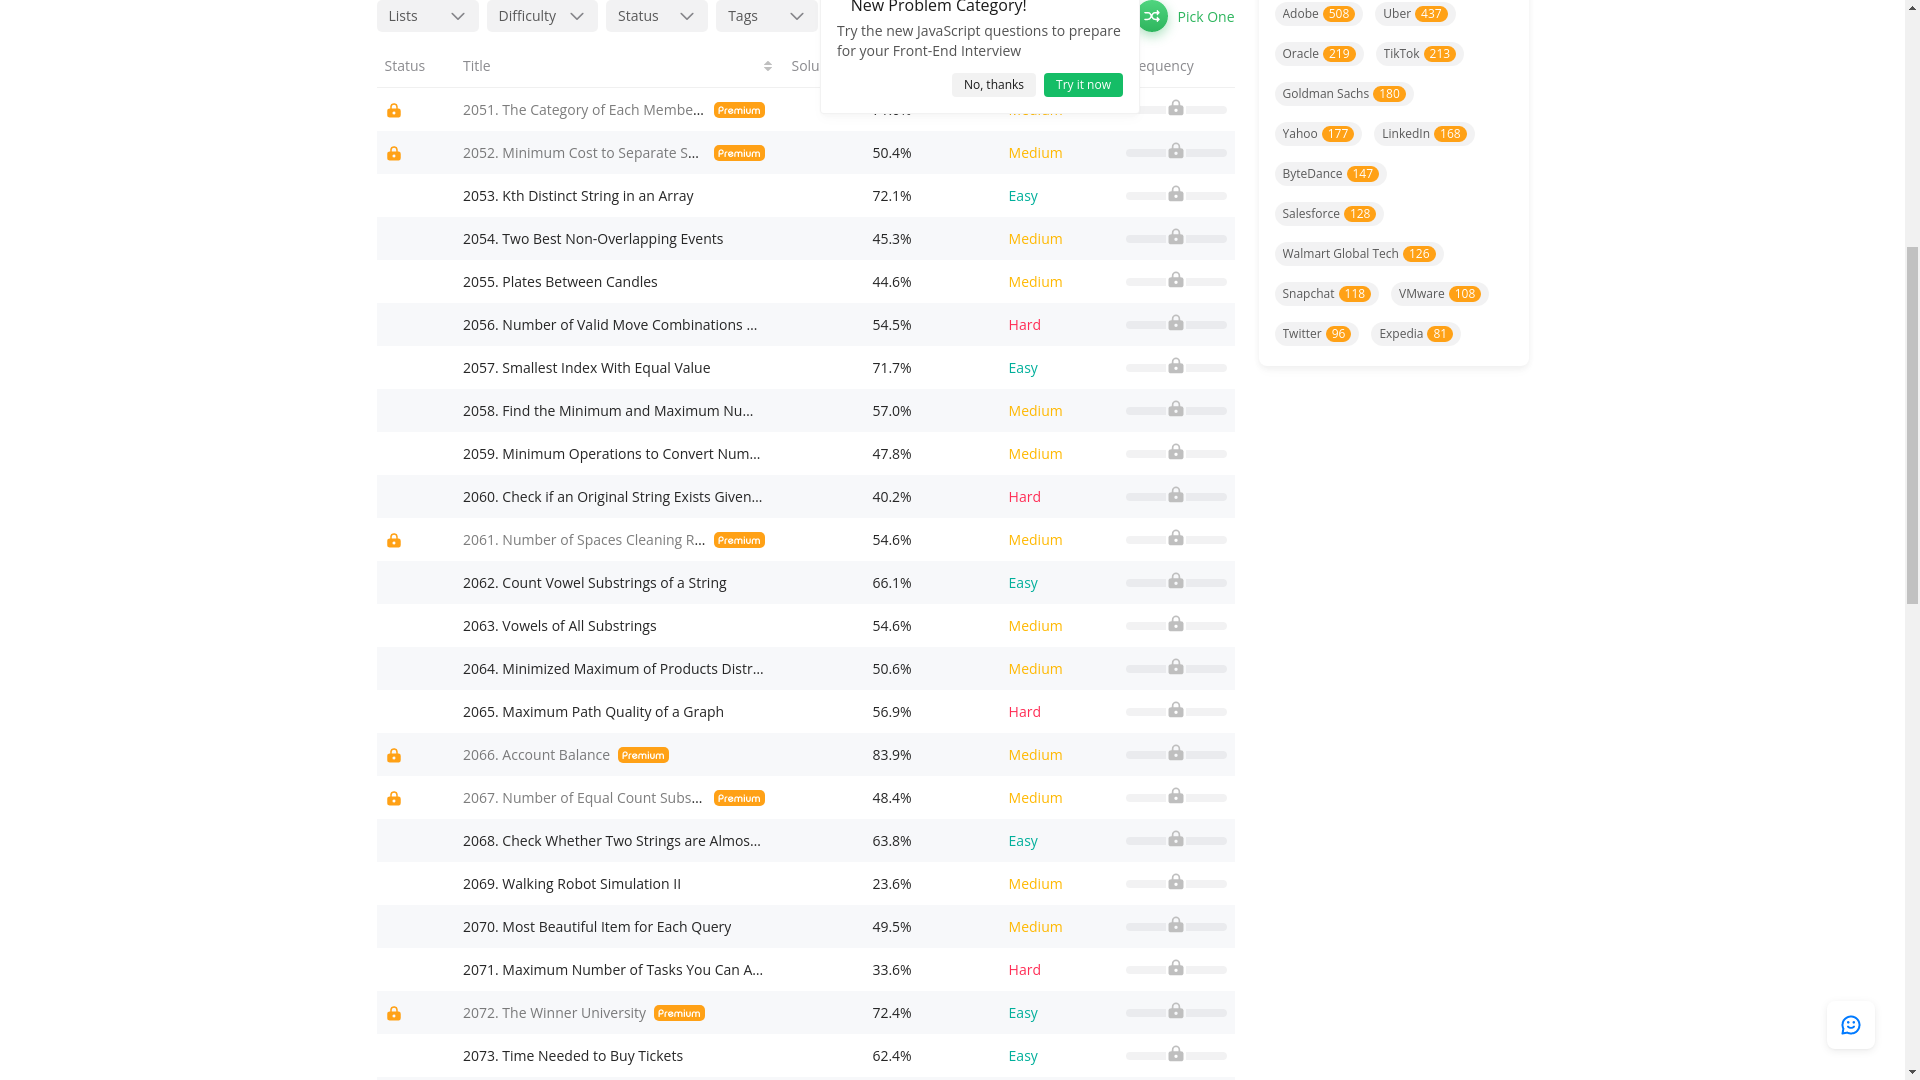 Lists
Difficulty
Status
Tags
New Problem Category!
Try the new JavaScript questions to prepare
for your Front-End Interview
No, thanks
Try it now
Pick One
Status
Title
Solu
equency
2051. The Category of Each Membe... Premium
2052. Minimum Cost to Separate S... Premium 50.4% Medium
2053. Kth Distinct String in an Array 72.1% Easy
2054. Two Best Non-Overlapping Events 45.3% Medium
2055. Plates Between Candles 44.6% Medium
2056. Number of Valid Move Combinations ... 54.5% Hard
2057. Smallest Index With Equal Value 71.7% Easy
2058. Find the Minimum and Maximum Nu... 57.0% Medium
2059. Minimum Operations to Convert Num... 47.8% Medium
2060. Check if an Original String Exists Given... 40.2% Hard
2061. Number of Spaces Cleaning R... Premium 54.6% Medium
2062. Count Vowel Substrings of a String 66.1% Easy
2063. Vowels of All Substrings 54.6% Medium
2064. Minimized Maximum of Products Distr... 50.6% Medium
2065. Maximum Path Quality of a Graph 56.9% Hard
2066. Account Balance Premium 83.9% Medium
2067. Number of Equal Count Subs... Premium 48.4% Medium
2068. Check Whether Two Strings are Almos... 63.8% Easy
2069. Walking Robot Simulation II 23.6% Medium
2070. Most Beautiful Item for Each Query 49.5% Medium
2071. Maximum Number of Tasks You Can A... 33.6% Hard
2072. The Winner University Premium 72.4% Easy
2073. Time Needed to Buy Tickets 62.4% Easy
Adobe 508 Uber 437
Oracle 219 TikTok 213
Goldman Sachs 180
Yahoo 177 LinkedIn 168
ByteDance 147
Salesforce 128
Walmart Global Tech 126
Snapchat 118 VMware 108
Twitter 96 Expedia 81